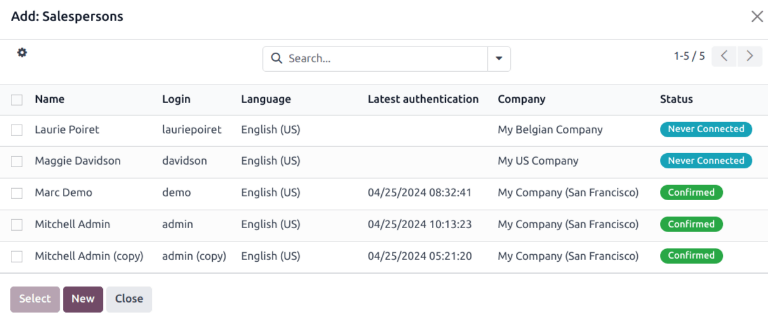 Add: Salespersons
Search...
1-5 / 5
Name Login Language Latest authentication Company Status
Laurie Poiret lauriepoiret English (US) My Belgian Company Never Connected
Maggie Davidson davidson English (US) My US Company Never Connected
Marc Demo demo English (US) 04/25/2024 08:32:41 My Company (San Francisco) Confirmed
Mitchell Admin admin English (US) 04/25/2024 10:13:23 My Company (San Francisco) Confirmed
Mitchell Admin (copy) admin (copy) English (US) 04/25/2024 05:21:20 My Company (San Francisco) Confirmed
Select New Close